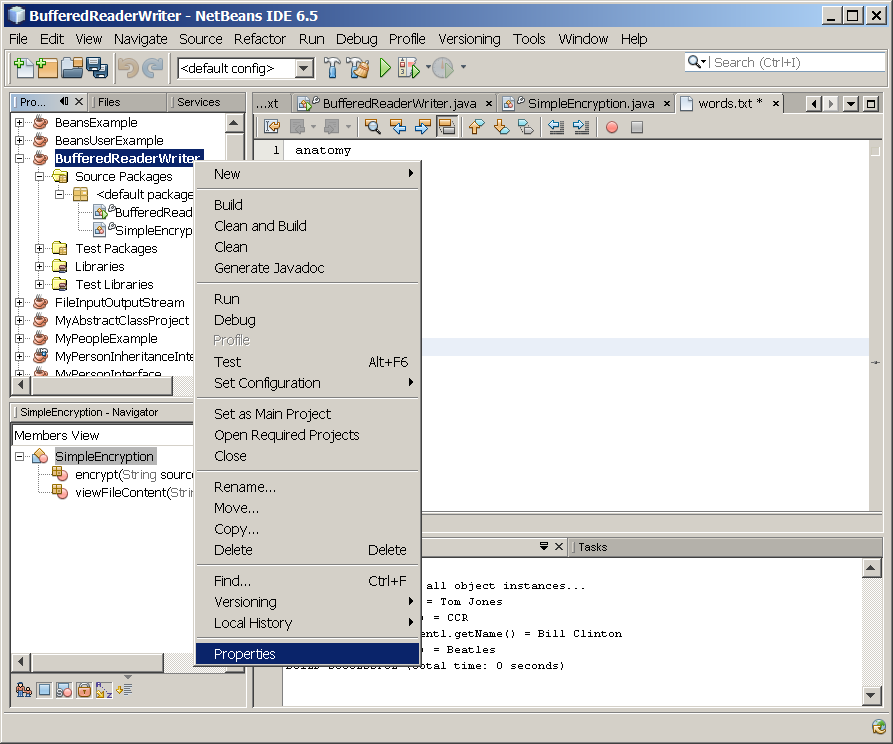 BufferedReaderWriter - NetBeans IDE 6.5
File Edit View Navigate Source Refactor Run Debug Profile Versioning Tools Window Help
<default config>
Search (Ctrl+I)
Pro... Files Services
...xt BufferedReaderWriter.java SimpleEncryption.java words.txt *
BeansExample
BeansUserExample
BufferedReaderWriter
Source Packages
<default package
BufferedRead
SimpleEncryp
Test Packages
Libraries
Test Libraries
FileInputOutputStream
MyAbstractClassProject
MyPeopleExample
MyPersonInheritanceInte
MyPersonInterface
1 anatomy
New
Build
Clean and Build
Clean
Generate Javadoc
Run
Debug
Profile
Test Alt+F6
Set Configuration
Set as Main Project
Open Required Projects
Close
Rename...
Move...
Copy...
Delete Delete
Find... Ctrl+F
Versioning
Local History
Properties
SimpleEncryption - Navigator
Members View
SimpleEncryption
encrypt(String sourc
viewFileContent(Stri
Tasks
all object instances...
= Tom Jones
) = CCR
ent1.getName() = Bill Clinton
) = Beatles
BUILD SUCCESSFUL (total time: 0 seconds)